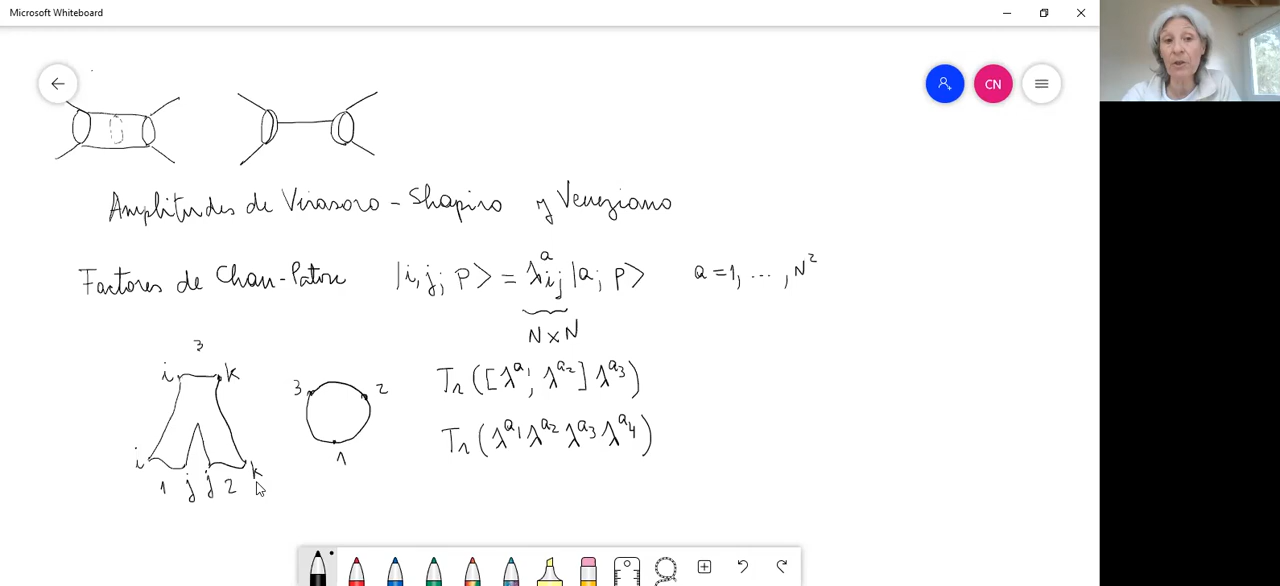 Microsoft Whiteboard
CN
Amplitudes de Virasoro - Shapiro y Veneziano
Factores de Chan-Paton |i,j; p> = λ^a_ij |a; p> a = 1, ..., N²
N×N
3
i k
3 2
Tr([λ^a1, λ^a2] λ^a3)
Tr(λ^a1 λ^a2 λ^a3 λ^a4)
i k
1 j j 2
1